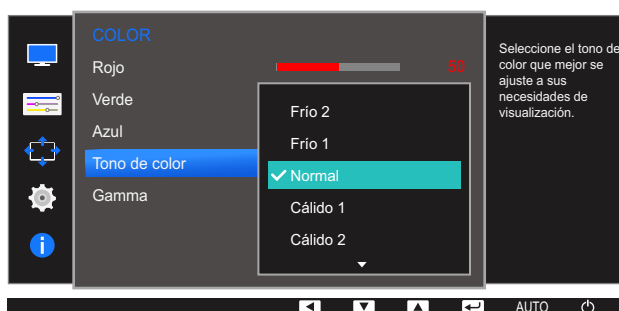 COLOR
Rojo
50
Verde
Azul
Tono de color
Gamma
Frío 2
Frío 1
Normal
Cálido 1
Cálido 2
Seleccione el tono de
color que mejor se
ajuste a sus
necesidades de
visualización.
AUTO